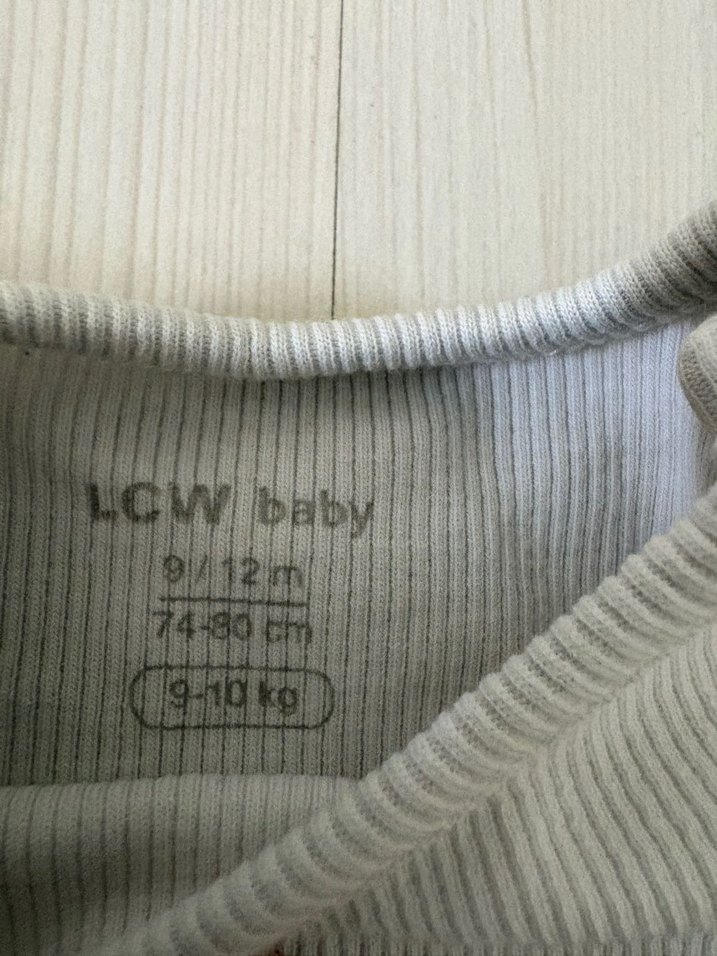 LCW baby
9 / 12 m
74-80 cm
9-10 kg